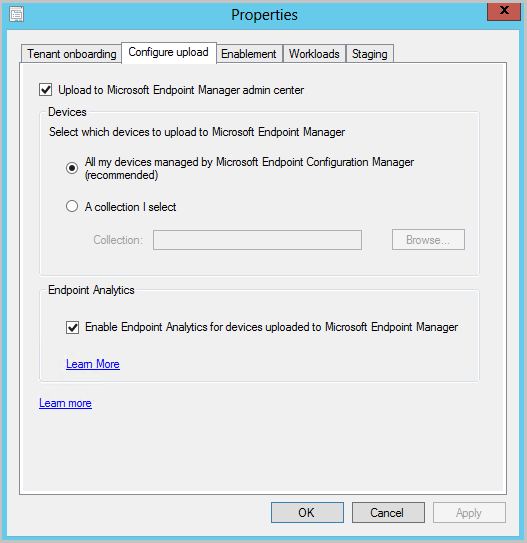 Properties
X
Tenant onboarding Configure upload Enablement Workloads Staging
Upload to Microsoft Endpoint Manager admin center
Devices
Select which devices to upload to Microsoft Endpoint Manager
All my devices managed by Microsoft Endpoint Configuration Manager
(recommended)
A collection I select
Collection: Browse...
Endpoint Analytics
Enable Endpoint Analytics for devices uploaded to Microsoft Endpoint Manager
Learn More
Learn more
OK Cancel Apply